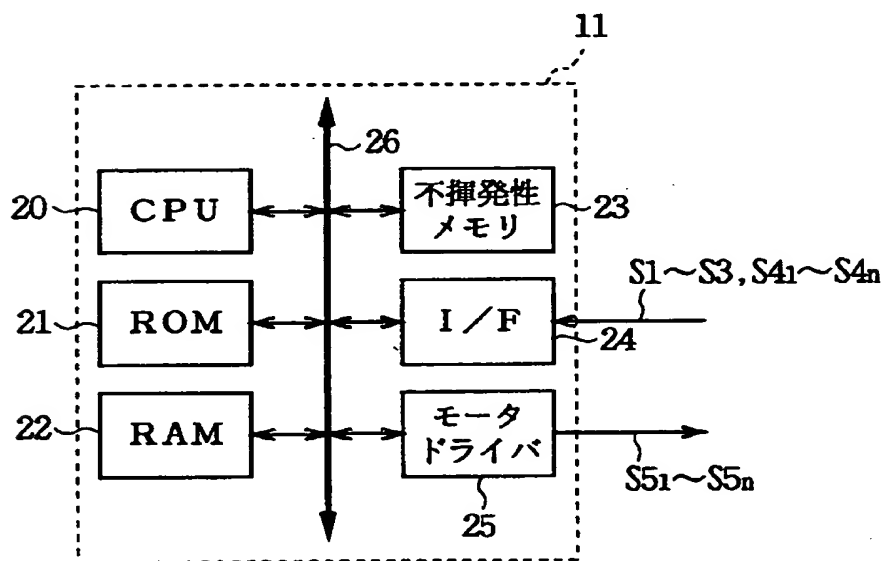 11
26
20
CPU
不揮発性
メモリ
23
S1～S3,S41～S4n
21
ROM
I／F
24
22
RAM
モータ
ドライバ
S51～S5n
25